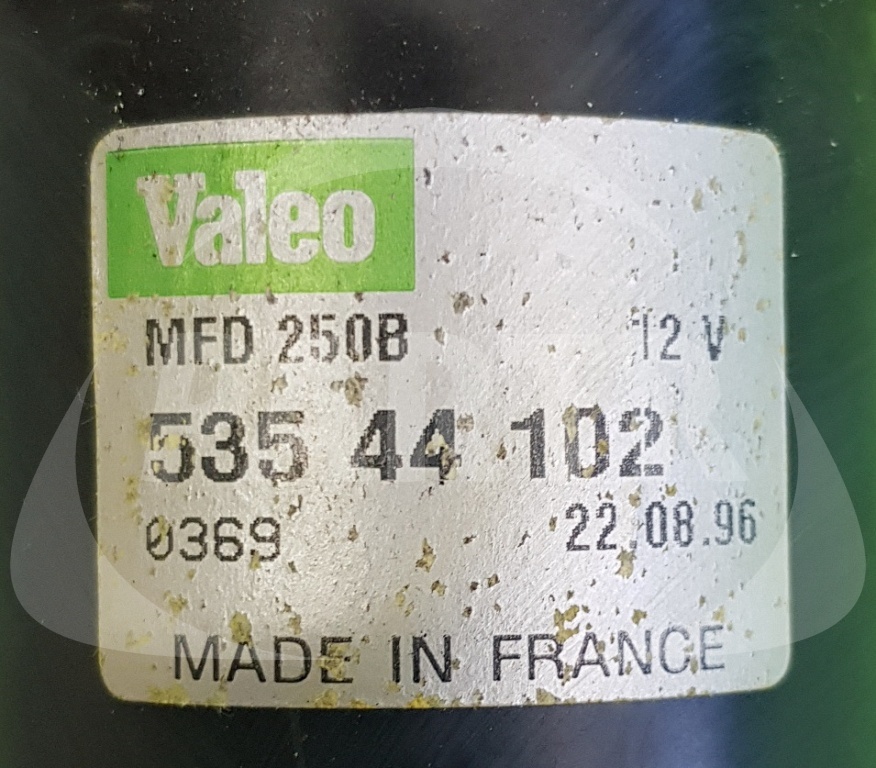 Valeo
MFD 250B 12 V
535 44 102
0369 22.08.96
MADE IN FRANCE